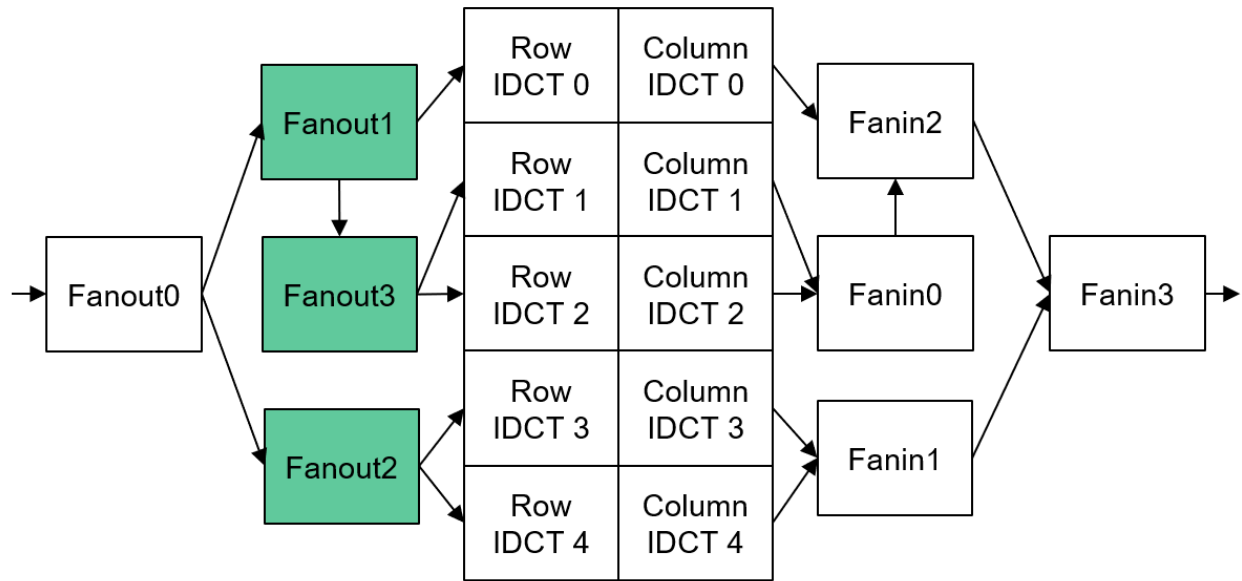 Fanout0
Fanout1
Fanout3
Fanout2
Row
IDCT 0
Column
IDCT 0
Row
IDCT 1
Column
IDCT 1
Row
IDCT 2
Column
IDCT 2
Row
IDCT 3
Column
IDCT 3
Row
IDCT 4
Column
IDCT 4
Fanin2
Fanin0
Fanin1
Fanin3